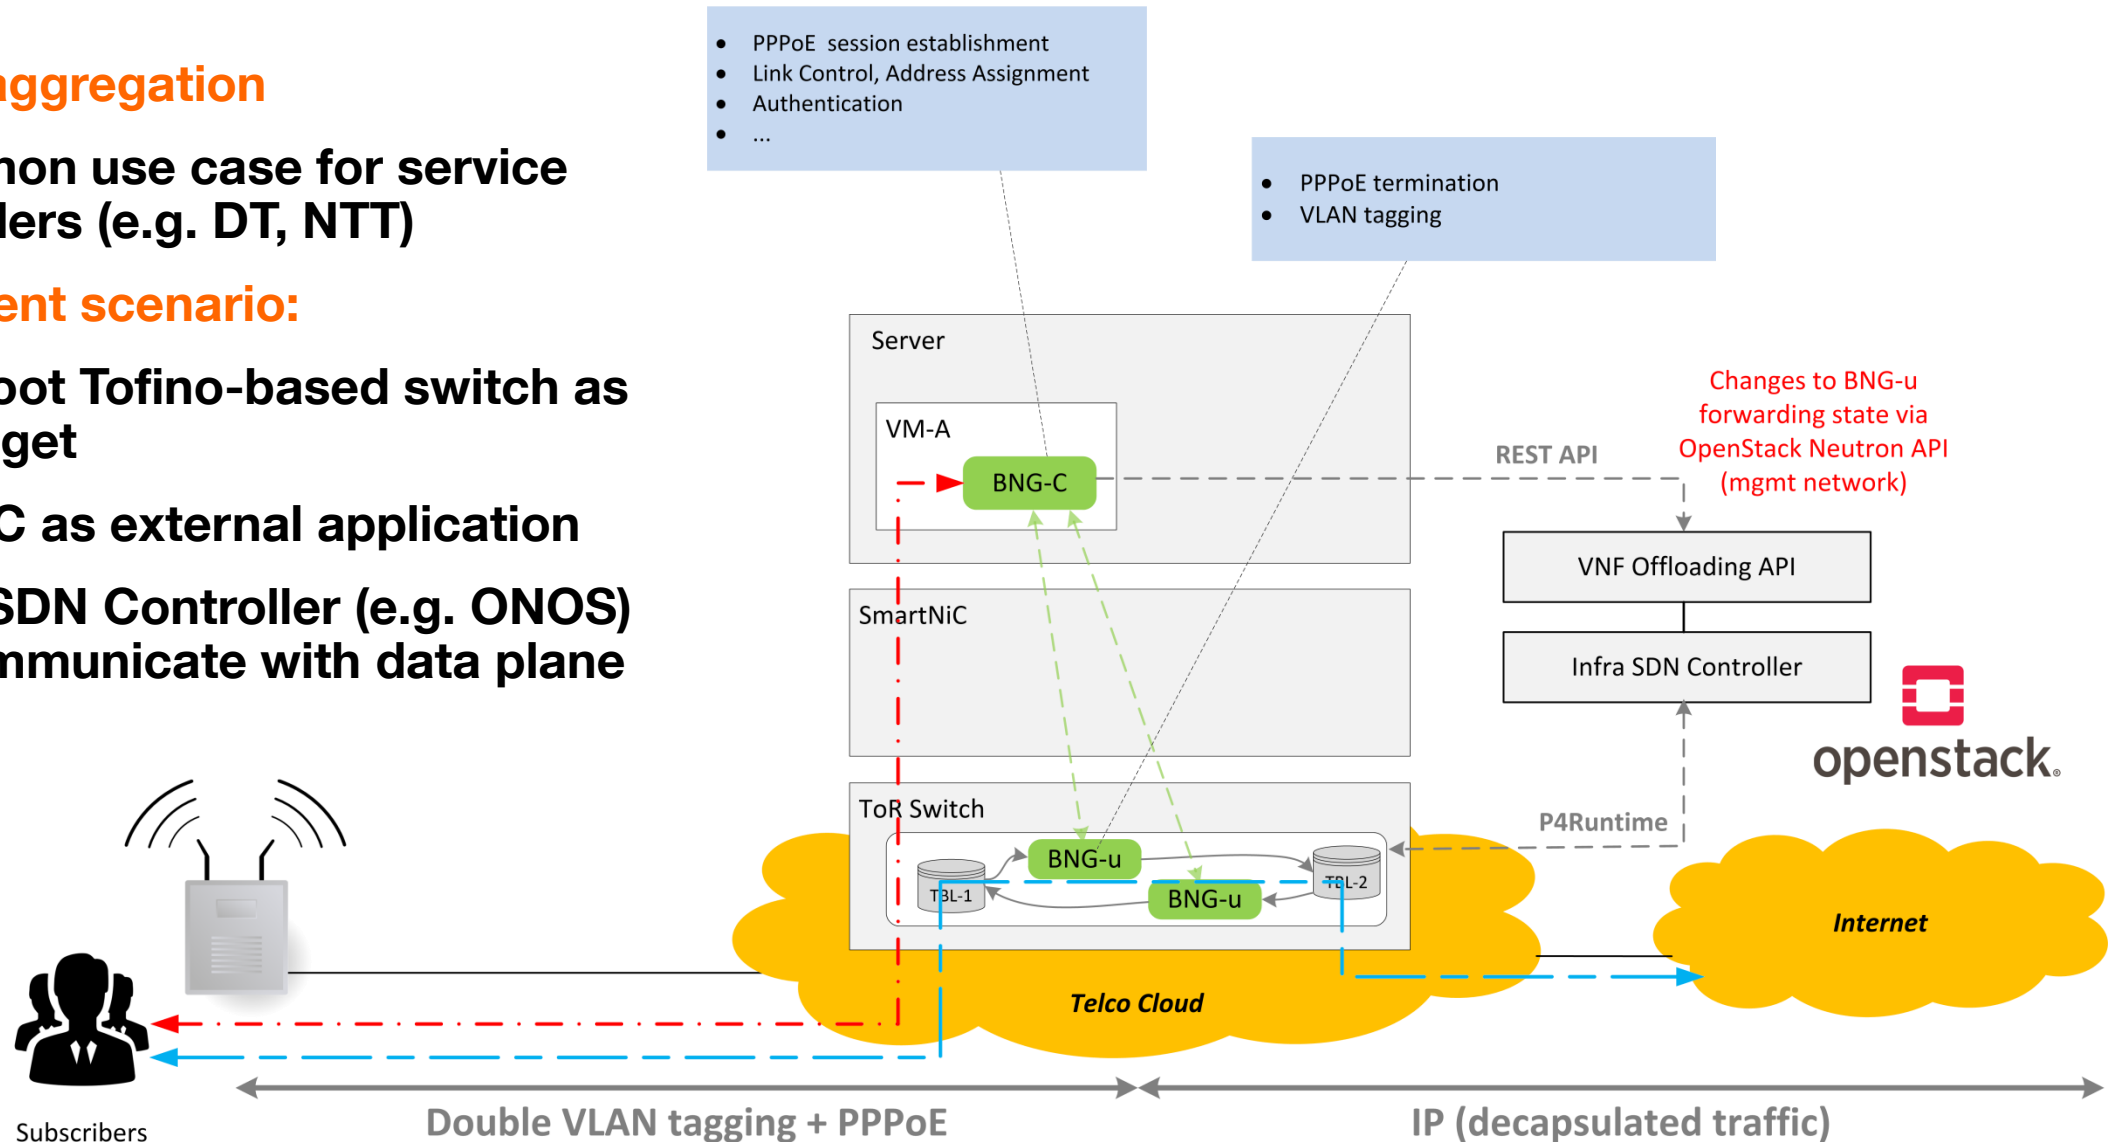 aggregation
mon use case for service
ders (e.g. DT, NTT)
ent scenario:
oot Tofino-based switch as
get
C as external application
SDN Controller (e.g. ONOS)
mmunicate with data plane
• PPPoE session establishment
• Link Control, Address Assignment
• Authentication
• ...
• PPPoE termination
• VLAN tagging
Server
VM-A
BNG-C
REST API
Changes to BNG-u
forwarding state via
OpenStack Neutron API
(mgmt network)
VNF Offloading API
SmartNiC
Infra SDN Controller
openstack.
ToR Switch
P4Runtime
BNG-u
TBL-1
TBL-2
BNG-u
Internet
Telco Cloud
Subscribers
Double VLAN tagging + PPPoE
IP (decapsulated traffic)